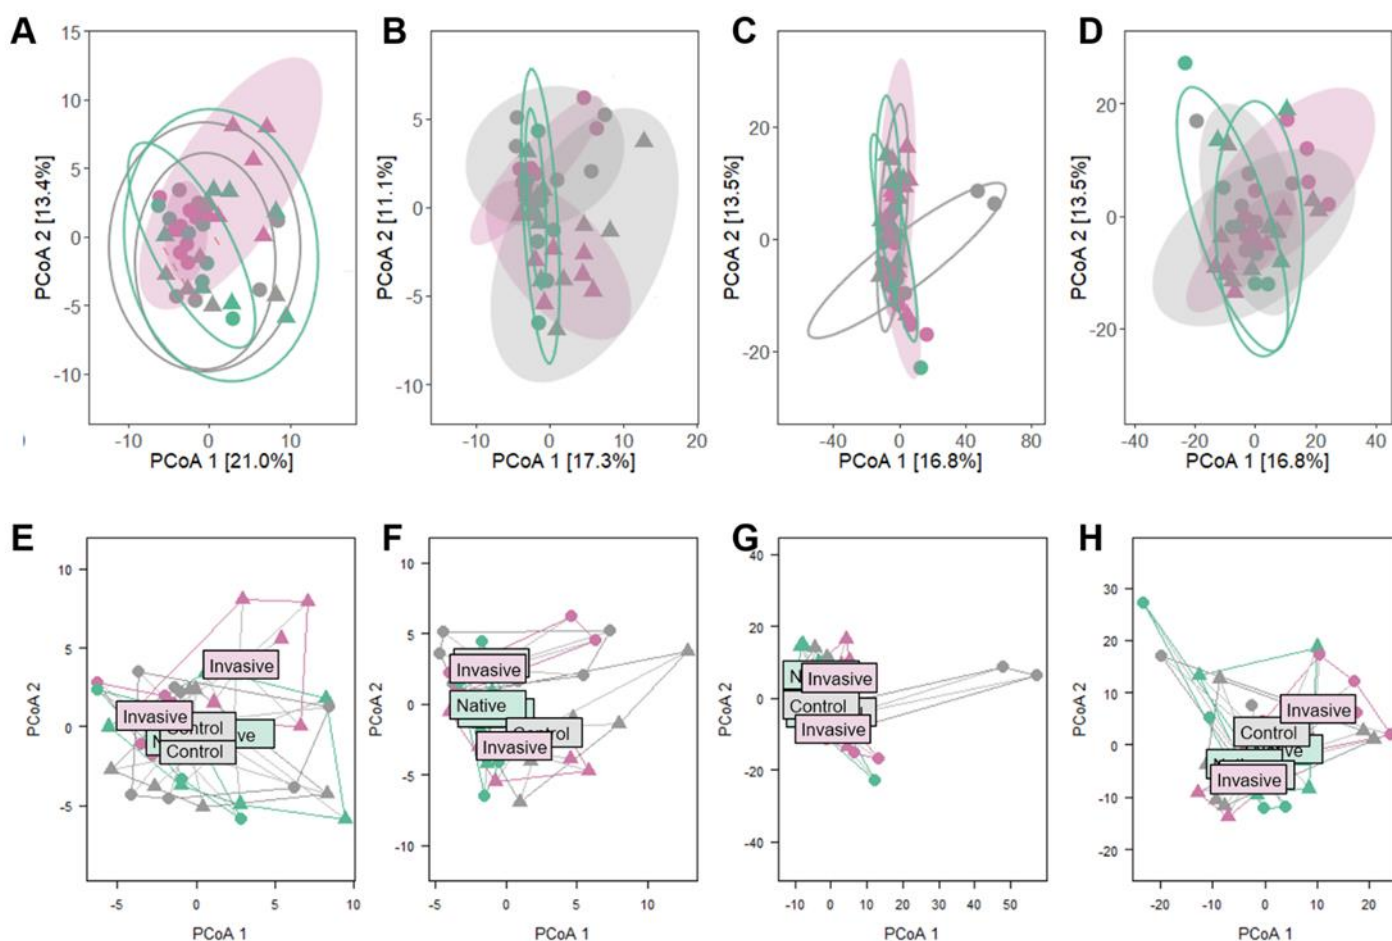 A
15
10
5
0
-5
-10
PCoA 2 [13.4%]
-10 0 10
PCoA 1 [21.0%]
B
5
0
-5
-10
PCoA 2 [11.1%]
-10 0 10 20
PCoA 1 [17.3%]
C
20
0
-20
PCoA 2 [13.5%]
-40 0 40 80
PCoA 1 [16.8%]
D
20
0
-20
PCoA 2 [13.5%]
-40 -20 0 20 40
PCoA 1 [16.8%]
E
10
5
0
-5
PCoA 2
Invasive
Invasive
Control
Control
-5 0 5 10
PCoA 1
F
10
5
0
-5
-10
PCoA 2
Invasive
Native
Control
Invasive
-5 0 5 10
PCoA 1
G
40
20
0
-20
-40
PCoA 2
Invasive
Control
Invasive
-10 0 10 20 30 40 50
PCoA 1
H
30
20
10
0
-10
-20
PCoA 2
Invasive
Control
Invasive
-20 -10 0 10 20
PCoA 1